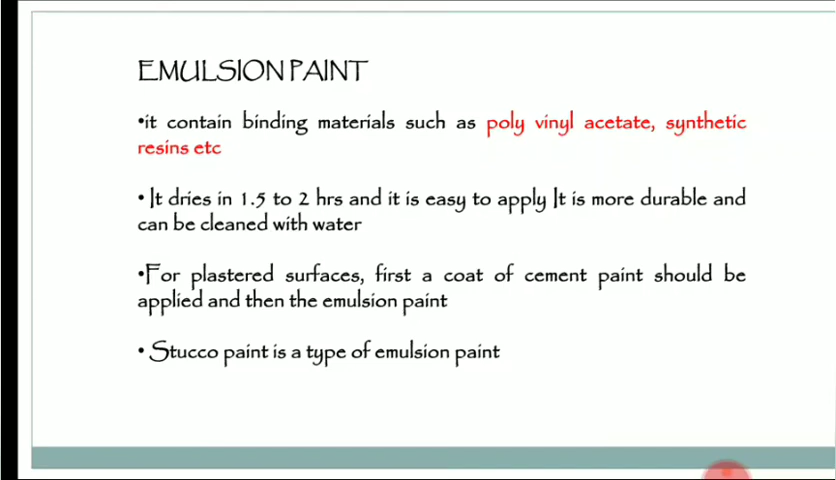 EMULSION PAINT
•it contain binding materials such as poly vinyl acetate, synthetic
resins etc
• It dries in 1.5 to 2 hrs and it is easy to apply It is more durable and
can be cleaned with water
•For plastered surfaces, first a coat of cement paint should be
applied and then the emulsion paint
• Stucco paint is a type of emulsion paint